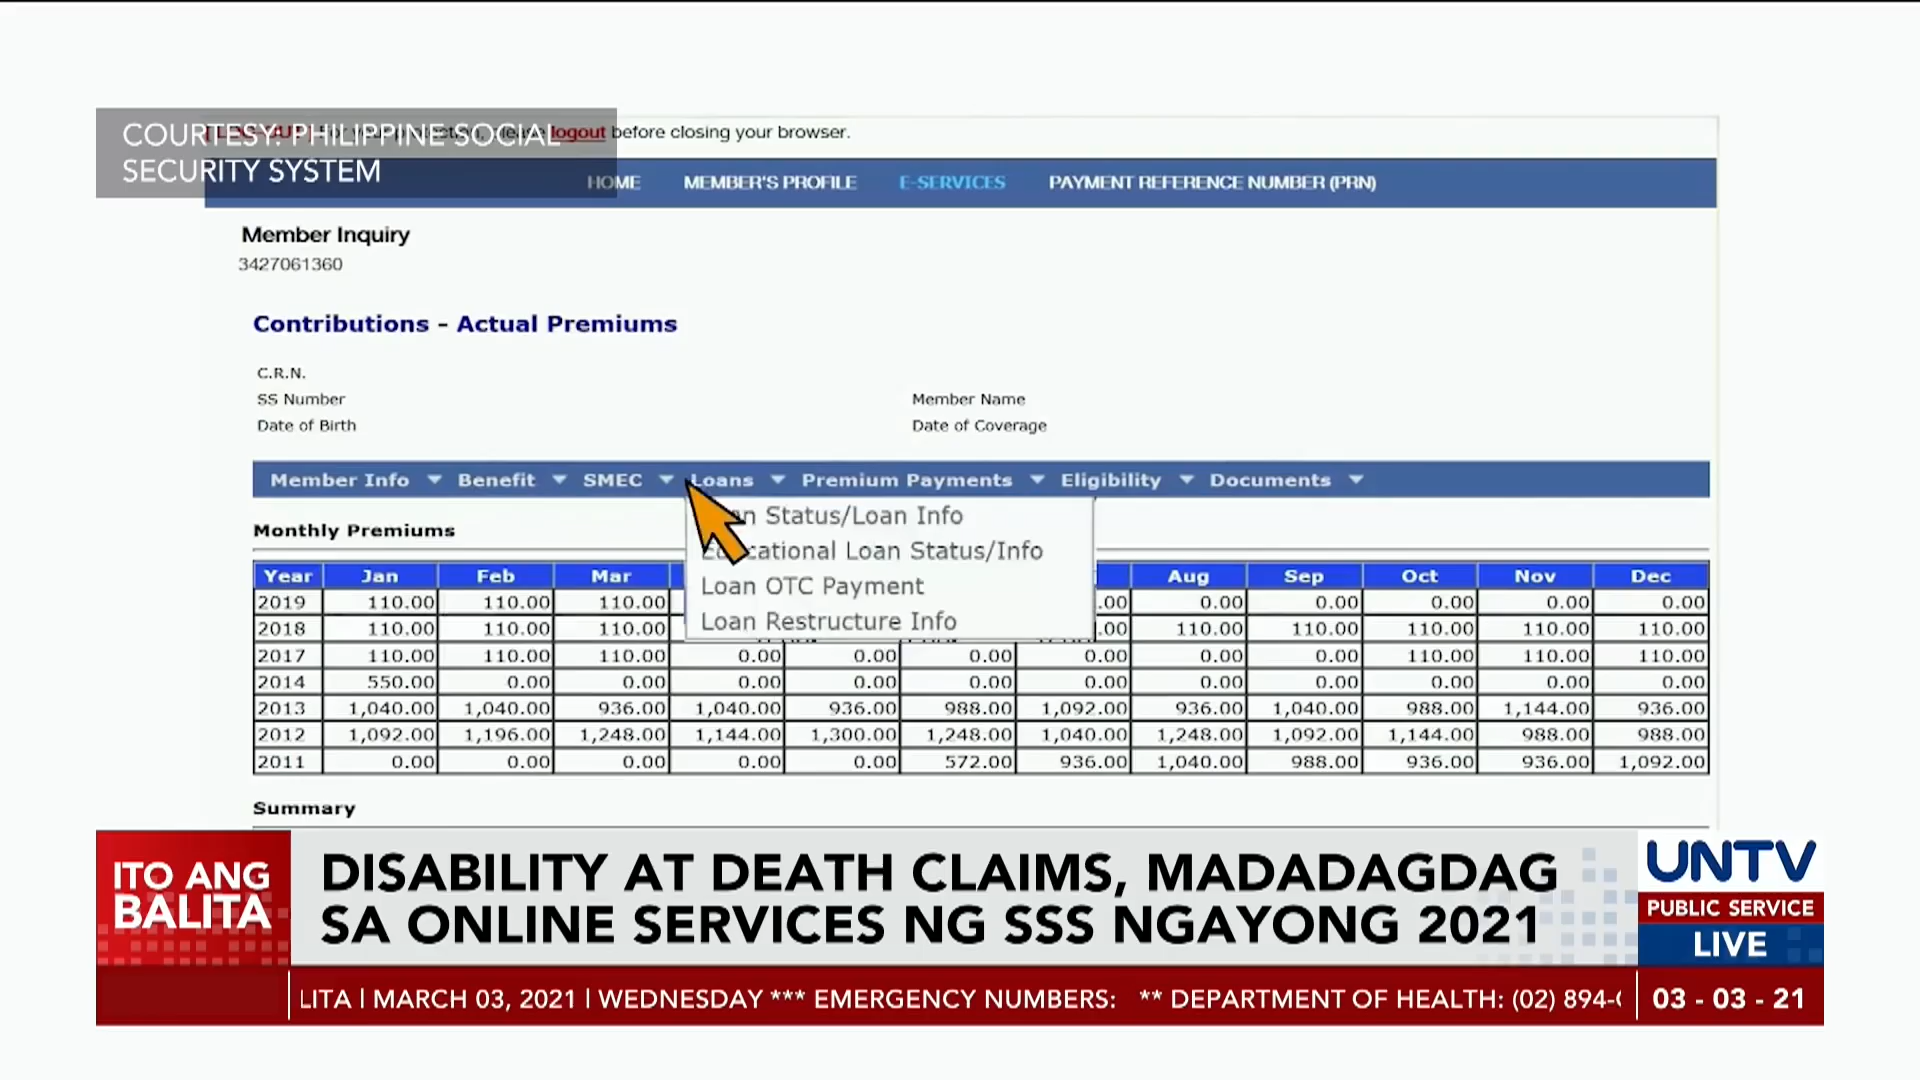 COURTESY: PHILIPPINE SOCIAL
SECURITY SYSTEM
logout before closing your browser.
HOME MEMBER'S PROFILE E-SERVICES PAYMENT REFERENCE NUMBER (PRN)
Member Inquiry
3427061360
Contributions - Actual Premiums
C.R.N.
SS Number Member Name
Date of Birth Date of Coverage
Member Info Benefit SMEC Loans Premium Payments Eligibility Documents
Status/Loan Info
Monthly Premiums
Educational Loan Status/Info
Loan OTC Payment
Loan Restructure Info
Year Jan Feb Mar Aug Sep Oct Nov Dec
2019 110.00 110.00 110.00 .00 0.00 0.00 0.00 0.00 0.00
2018 110.00 110.00 110.00 .00 110.00 110.00 110.00 110.00 110.00
2017 110.00 110.00 110.00 0.00 0.00 0.00 0.00 0.00 0.00 110.00 110.00 110.00
2014 550.00 0.00 0.00 0.00 0.00 0.00 0.00 0.00 0.00 0.00 0.00 0.00
2013 1,040.00 1,040.00 936.00 1,040.00 936.00 988.00 1,092.00 936.00 1,040.00 988.00 1,144.00 936.00
2012 1,092.00 1,196.00 1,248.00 1,144.00 1,300.00 1,248.00 1,040.00 1,248.00 1,092.00 1,144.00 988.00 988.00
2011 0.00 0.00 0.00 0.00 0.00 572.00 936.00 1,040.00 988.00 936.00 936.00 1,092.00
Summary
ITO ANG
BALITA
DISABILITY AT DEATH CLAIMS, MADADAGDAG
SA ONLINE SERVICES NG SSS NGAYONG 2021
UNTV
PUBLIC SERVICE
LIVE
LITA | MARCH 03, 2021 | WEDNESDAY *** EMERGENCY NUMBERS: ** DEPARTMENT OF HEALTH: (02) 894-
03 - 03 - 21